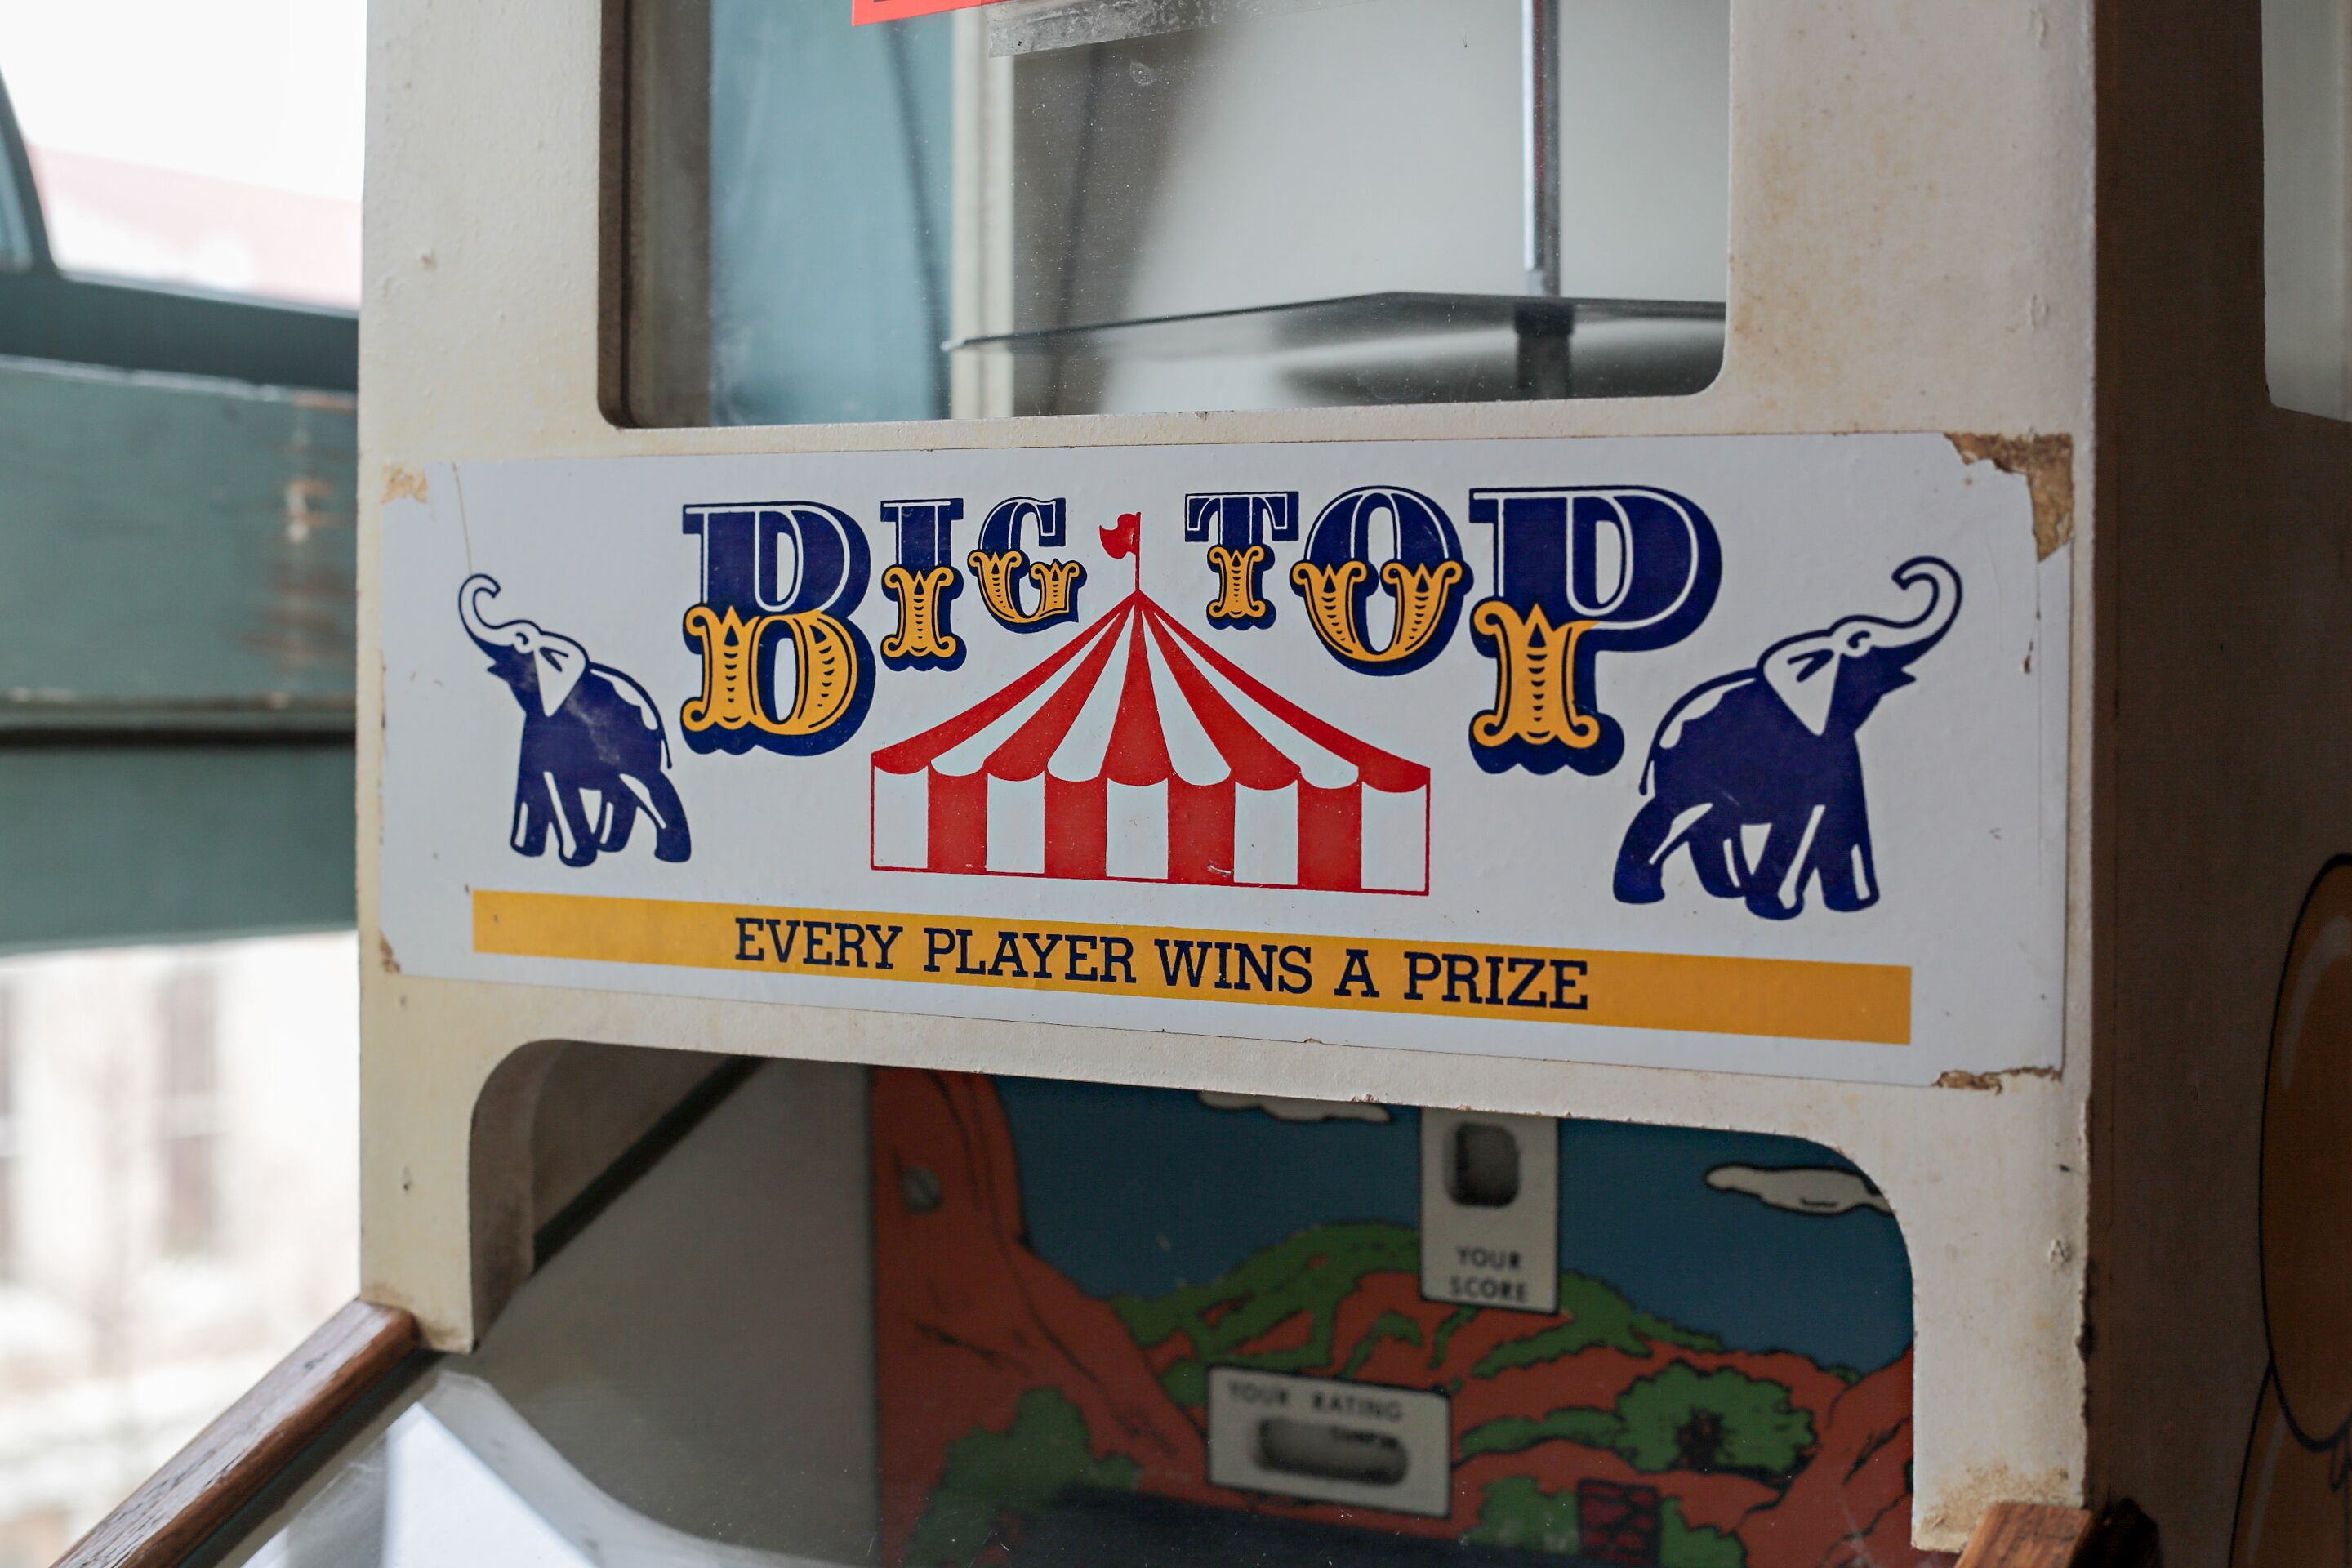 BIG TOP
EVERY PLAYER WINS A PRIZE
YOUR
SCORE
YOUR RATING